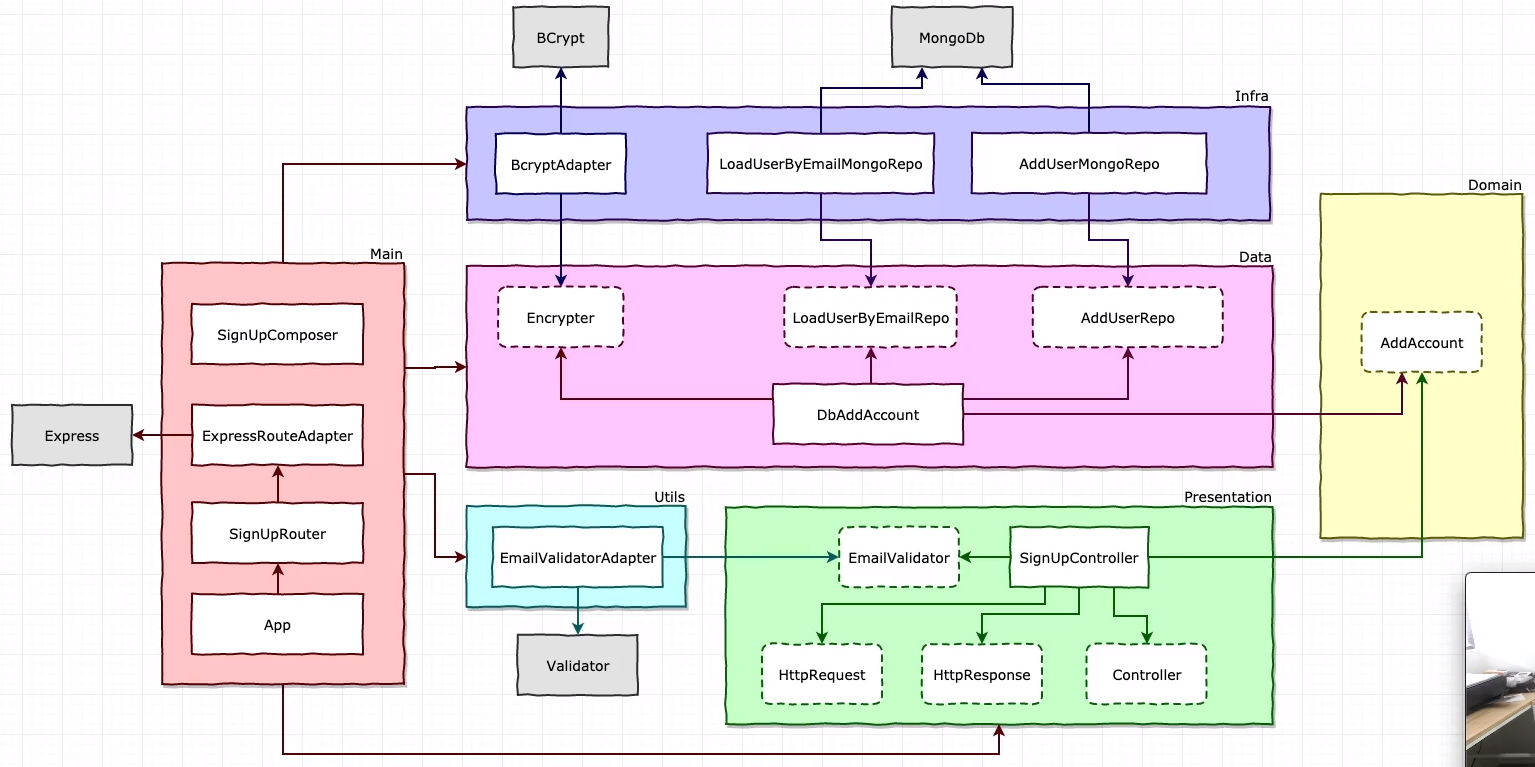 BCrypt
MongoDb
Infra
BcryptAdapter
LoadUserByEmailMongoRepo
AddUserMongoRepo
Domain
Main
Data
SignUpComposer
Encrypter
LoadUserByEmailRepo
AddUserRepo
AddAccount
DbAddAccount
Express
ExpressRouteAdapter
Utils
Presentation
SignUpRouter
EmailValidatorAdapter
EmailValidator
SignUpController
App
Validator
HttpRequest
HttpResponse
Controller